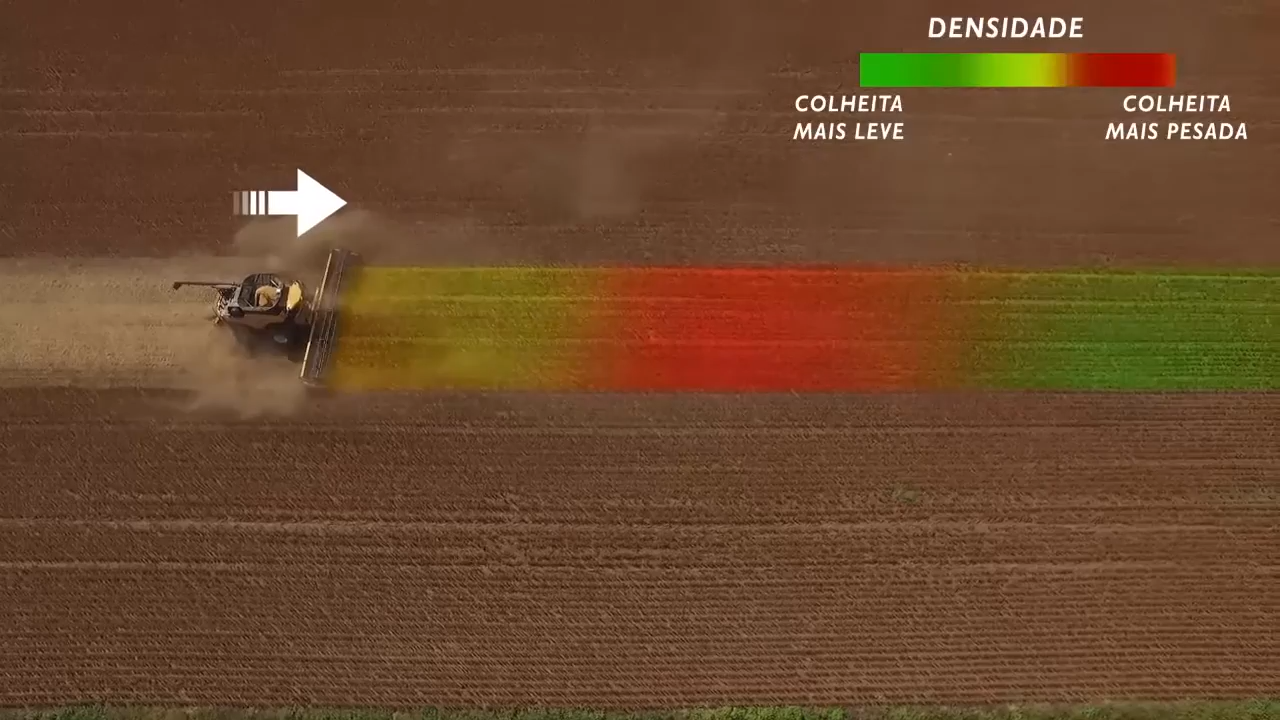 DENSIDADE
COLHEITA
MAIS LEVE
COLHEITA
MAIS PESADA